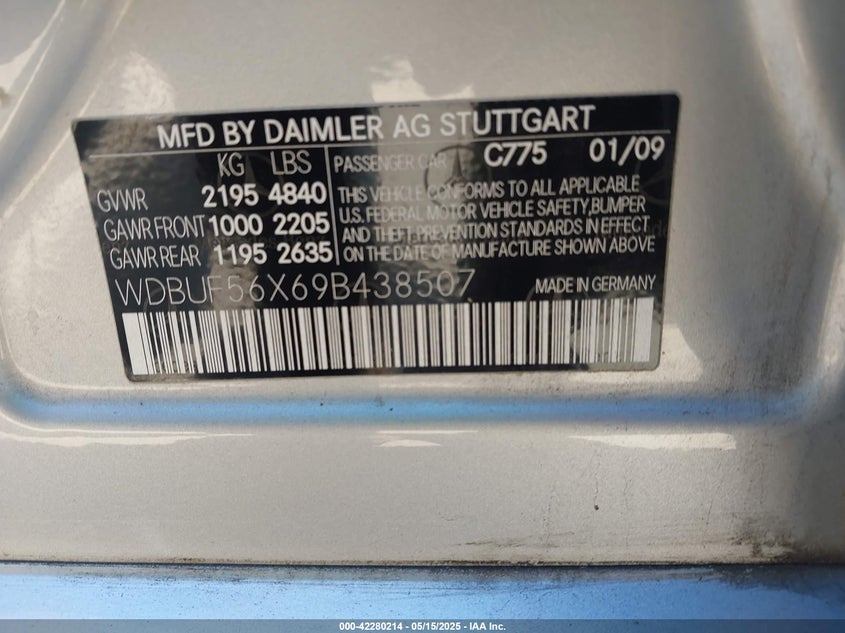 MFD BY DAIMLER AG STUTTGART
KG LBS
GVWR 2195 4840
GAWR FRONT 1000 2205
GAWR REAR 1195 2635
PASSENGER CAR C775 01/09
THIS VEHICLE CONFORMS TO ALL APPLICABLE
U.S. FEDERAL MOTOR VEHICLE SAFETY,BUMPER
AND THEFT PREVENTION STANDARDS IN EFFECT
ON THE DATE OF MANUFACTURE SHOWN ABOVE
WDBUF56X69B438507 MADE IN GERMANY
000-42280214 - 05/15/2025 - IAA Inc.